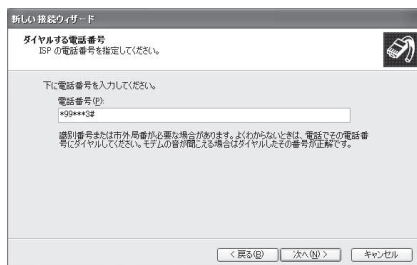 新しい接続ウィザード
ダイヤルする電話番号
ISP の電話番号を指定してください。
下に電話番号を入力してください。
電話番号(P):
*99***3#
識別番号または市外局番が必要な場合があります。よくわからないときは、電話でその電話番
号にダイヤルしてください。モデムの音が聞こえる場合はダイヤルしたその番号が正解です。
< 戻る(B)
次へ(N) >
キャンセル